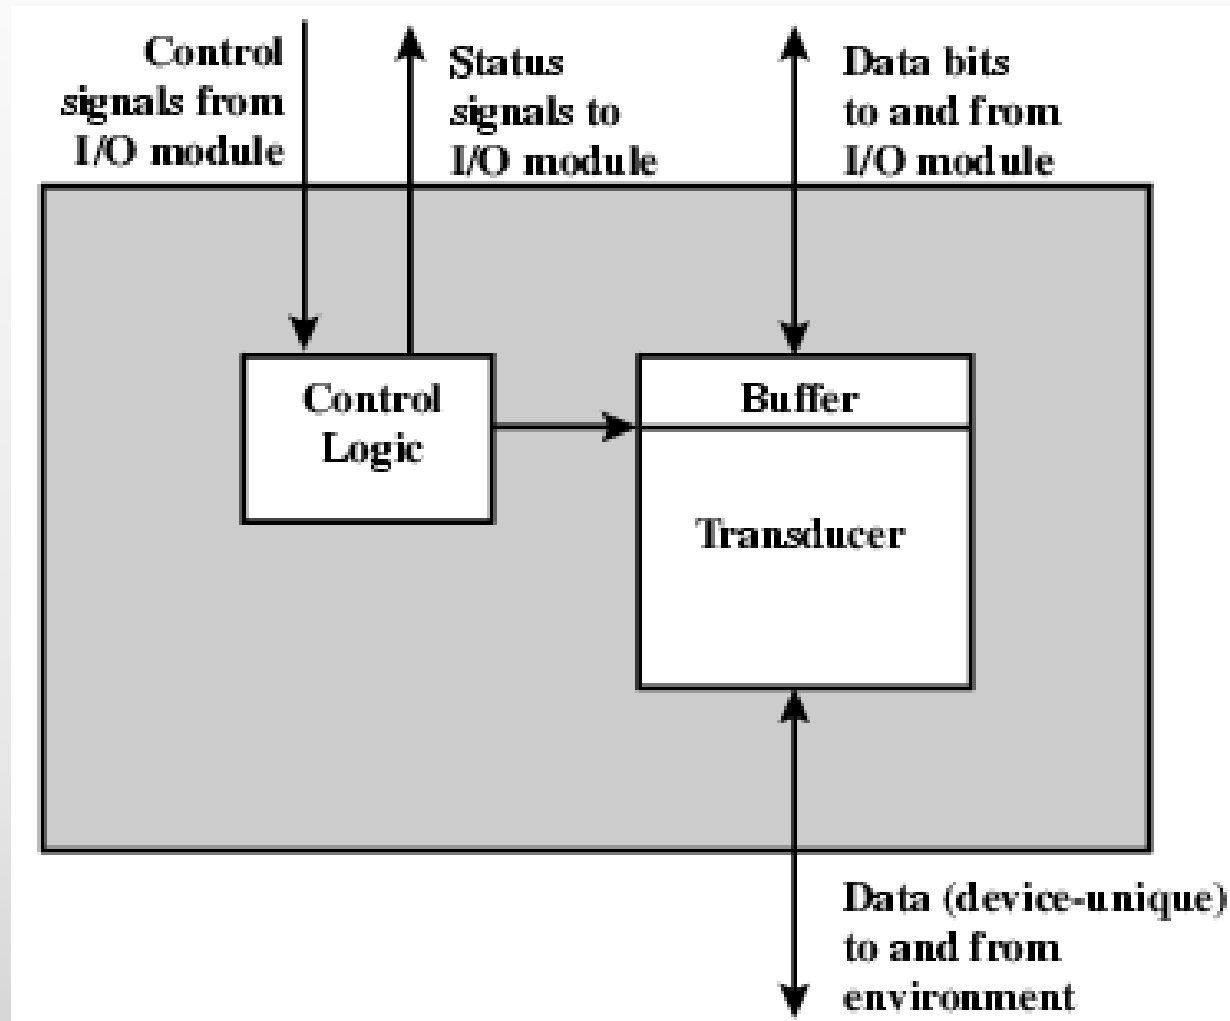 Control
signals from
I/O module
Status
signals to
I/O module
Data bits
to and from
I/O module
Control
Logic
Buffer
Transducer
Data (device-unique)
to and from
environment